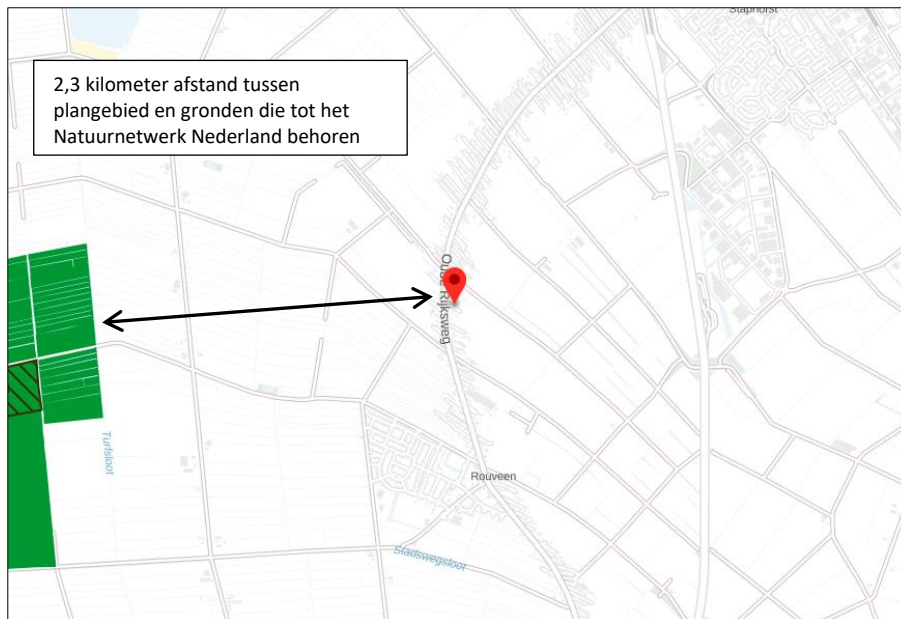 Staphorst
2,3 kilometer afstand tussen
plangebied en gronden die tot het
Natuurnetwerk Nederland behoren
Oude Rijksweg
Turfsloot
Rouveen
Stadswegsloot